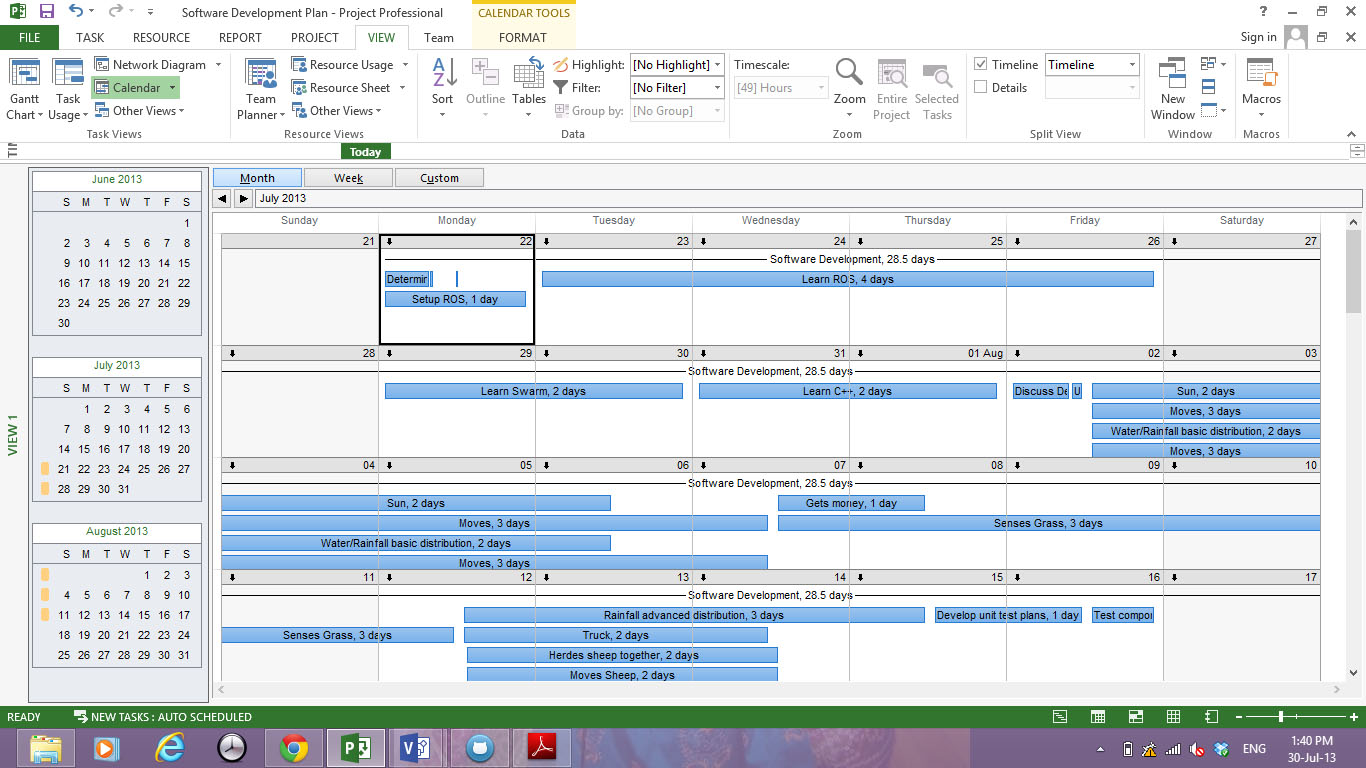 Software Development Plan - Project Professional
CALENDAR TOOLS
?
FILE TASK RESOURCE REPORT PROJECT VIEW Team FORMAT Sign in
Network Diagram Resource Usage Highlight: [No Highlight] Timescale: Timeline Timeline
Calendar Resource Sheet Filter: [No Filter] [49] Hours Details
Other Views Other Views Group by: [No Group]
Gantt Chart Task Usage Team Planner Sort Outline Tables Zoom Entire Project Selected Tasks New Window Macros
Task Views Resource Views Data Zoom Split View Window Macros
Today
VIEW 1
June 2013
S M T W T F S
1
2 3 4 5 6 7 8
9 10 11 12 13 14 15
16 17 18 19 20 21 22
23 24 25 26 27 28 29
30
July 2013
S M T W T F S
1 2 3 4 5 6
7 8 9 10 11 12 13
14 15 16 17 18 19 20
21 22 23 24 25 26 27
28 29 30 31
August 2013
S M T W T F S
1 2 3
4 5 6 7 8 9 10
11 12 13 14 15 16 17
18 19 20 21 22 23 24
25 26 27 28 29 30 31
Month Week Custom
July 2013
Sunday Monday Tuesday Wednesday Thursday Friday Saturday
21 22 23 24 25 26 27
Software Development, 28.5 days
Determin Learn ROS, 4 days
Setup ROS, 1 day
28 29 30 31 01 Aug 02 03
Software Development, 28.5 days
Learn Swarm, 2 days Learn C++, 2 days Discuss De U Sun, 2 days
Moves, 3 days
Water/Rainfall basic distribution, 2 days
Moves, 3 days
04 05 06 07 08 09 10
Software Development, 28.5 days
Sun, 2 days Gets money, 1 day
Moves, 3 days Senses Grass, 3 days
Water/Rainfall basic distribution, 2 days
Moves, 3 days
11 12 13 14 15 16 17
Software Development, 28.5 days
Rainfall advanced distribution, 3 days Develop unit test plans, 1 day Test compor
Senses Grass, 3 days Truck, 2 days
Herdes sheep together, 2 days
Moves Sheep, 2 days
READY NEW TASKS : AUTO SCHEDULED
ENG 1:40 PM
30-Jul-13